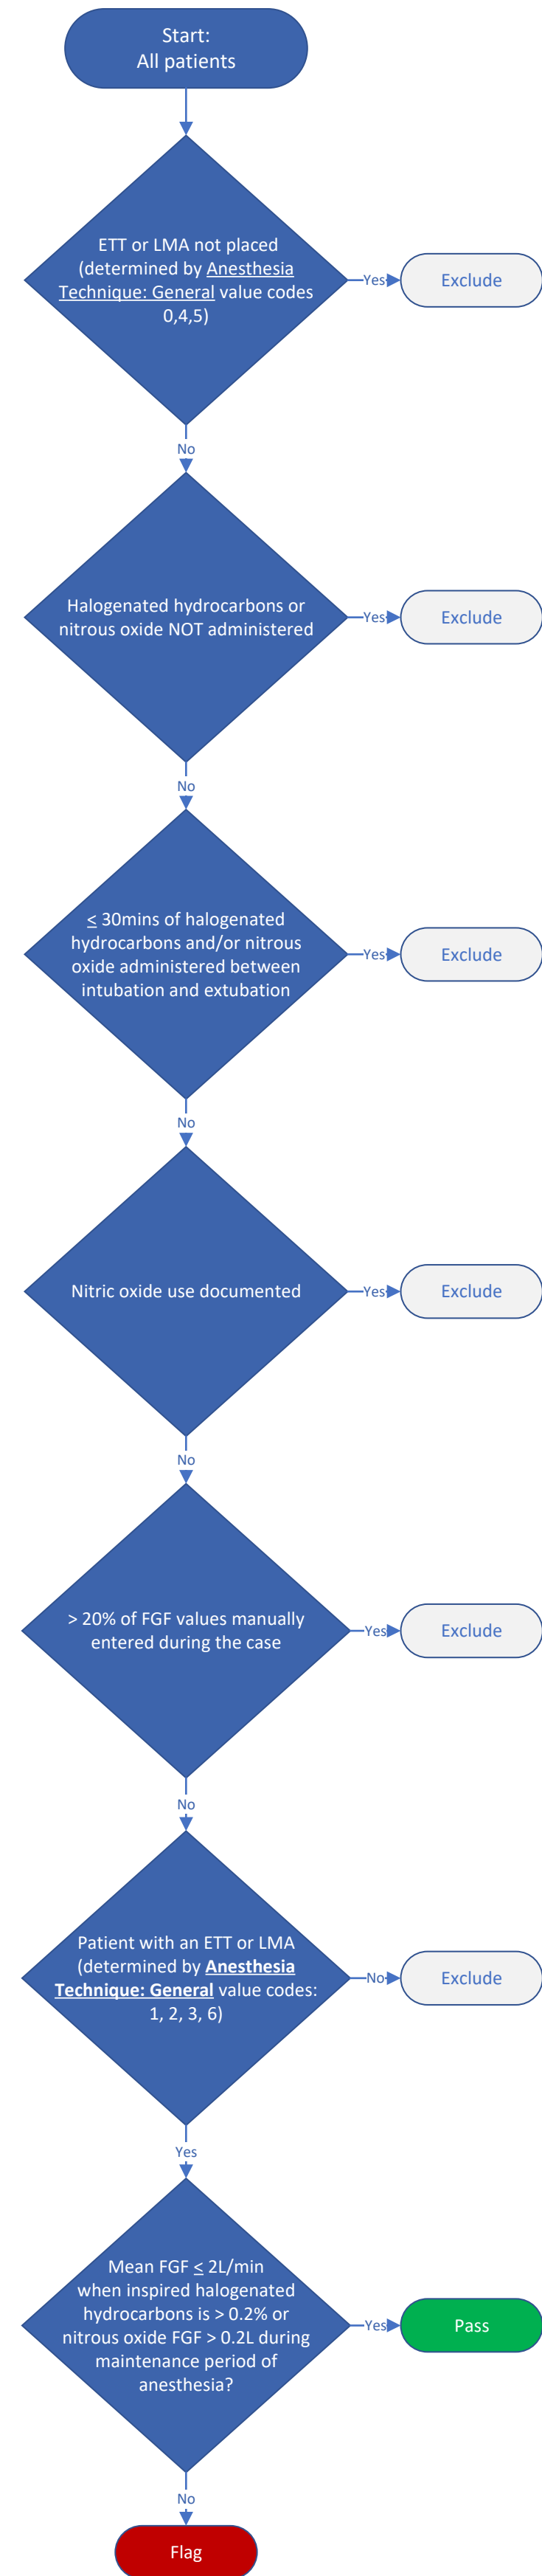 Start:
All patients
ETT or LMA not placed
(determined by Anesthesia
Technique: General value codes
0,4,5)
Yes
Exclude
No
Halogenated hydrocarbons or
nitrous oxide NOT administered
Yes
Exclude
No
≤ 30mins of halogenated
hydrocarbons and/or nitrous
oxide administered between
intubation and extubation
Yes
Exclude
No
Nitric oxide use documented
Yes
Exclude
No
> 20% of FGF values manually
entered during the case
Yes
Exclude
No
Patient with an ETT or LMA
(determined by Anesthesia
Technique: General value codes:
1, 2, 3, 6)
No
Exclude
Yes
Mean FGF ≤ 2L/min
when inspired halogenated
hydrocarbons is > 0.2% or
nitrous oxide FGF > 0.2L during
maintenance period of
anesthesia?
Yes
Pass
No
Flag